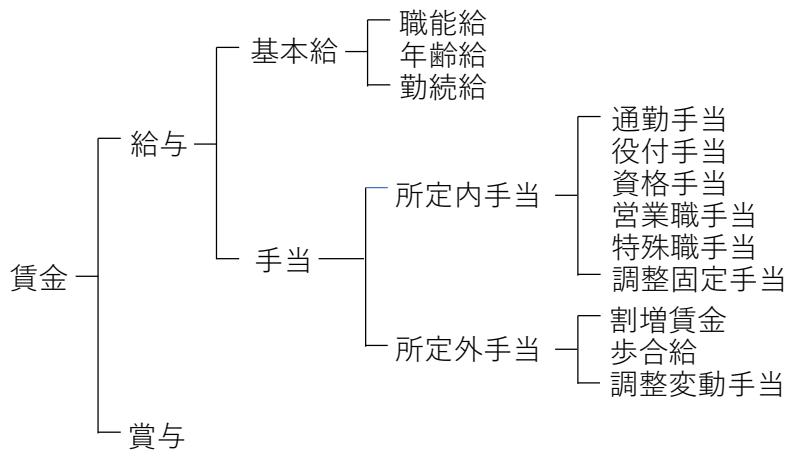 賃金
給与
基本給
職能給
年齢給
勤続給
手当
所定内手当
通勤手当
役付手当
資格手当
営業職手当
特殊職手当
調整固定手当
所定外手当
割増賃金
歩合給
調整変動手当
賞与